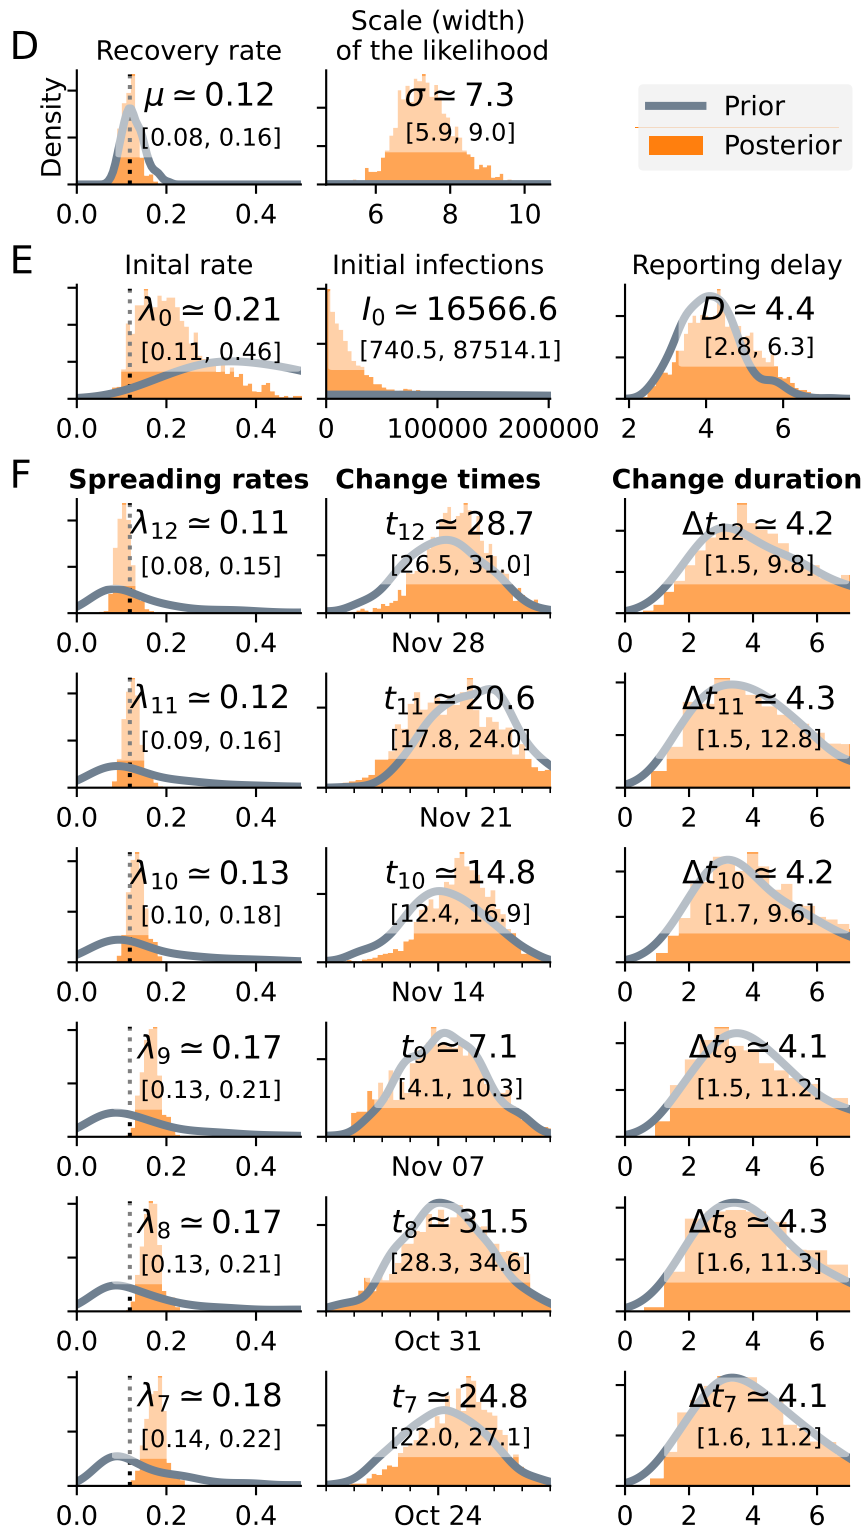 D
Recovery rate
Scale (width)
of the likelihood
Density
μ ≃ 0.12
[0.08, 0.16]
0.0 0.2 0.4
σ ≃ 7.3
[5.9, 9.0]
6 8 10
Prior
Posterior
E
Inital rate
λ0 ≃ 0.21
[0.11, 0.46]
0.0 0.2 0.4
Initial infections
I0 ≃ 16566.6
[740.5, 87514.1]
0 100000 200000
Reporting delay
D ≃ 4.4
[2.8, 6.3]
2 4 6
F
Spreading rates
Change times
Change duration
λ12 ≃ 0.11
[0.08, 0.15]
0.0 0.2 0.4
t12 ≃ 28.7
[26.5, 31.0]
Nov 28
Δt12 ≃ 4.2
[1.5, 9.8]
0 2 4 6
λ11 ≃ 0.12
[0.09, 0.16]
0.0 0.2 0.4
t11 ≃ 20.6
[17.8, 24.0]
Nov 21
Δt11 ≃ 4.3
[1.5, 12.8]
0 2 4 6
λ10 ≃ 0.13
[0.10, 0.18]
0.0 0.2 0.4
t10 ≃ 14.8
[12.4, 16.9]
Nov 14
Δt10 ≃ 4.2
[1.7, 9.6]
0 2 4 6
λ9 ≃ 0.17
[0.13, 0.21]
0.0 0.2 0.4
t9 ≃ 7.1
[4.1, 10.3]
Nov 07
Δt9 ≃ 4.1
[1.5, 11.2]
0 2 4 6
λ8 ≃ 0.17
[0.13, 0.21]
0.0 0.2 0.4
t8 ≃ 31.5
[28.3, 34.6]
Oct 31
Δt8 ≃ 4.3
[1.6, 11.3]
0 2 4 6
λ7 ≃ 0.18
[0.14, 0.22]
0.0 0.2 0.4
t7 ≃ 24.8
[22.0, 27.1]
Oct 24
Δt7 ≃ 4.1
[1.6, 11.2]
0 2 4 6